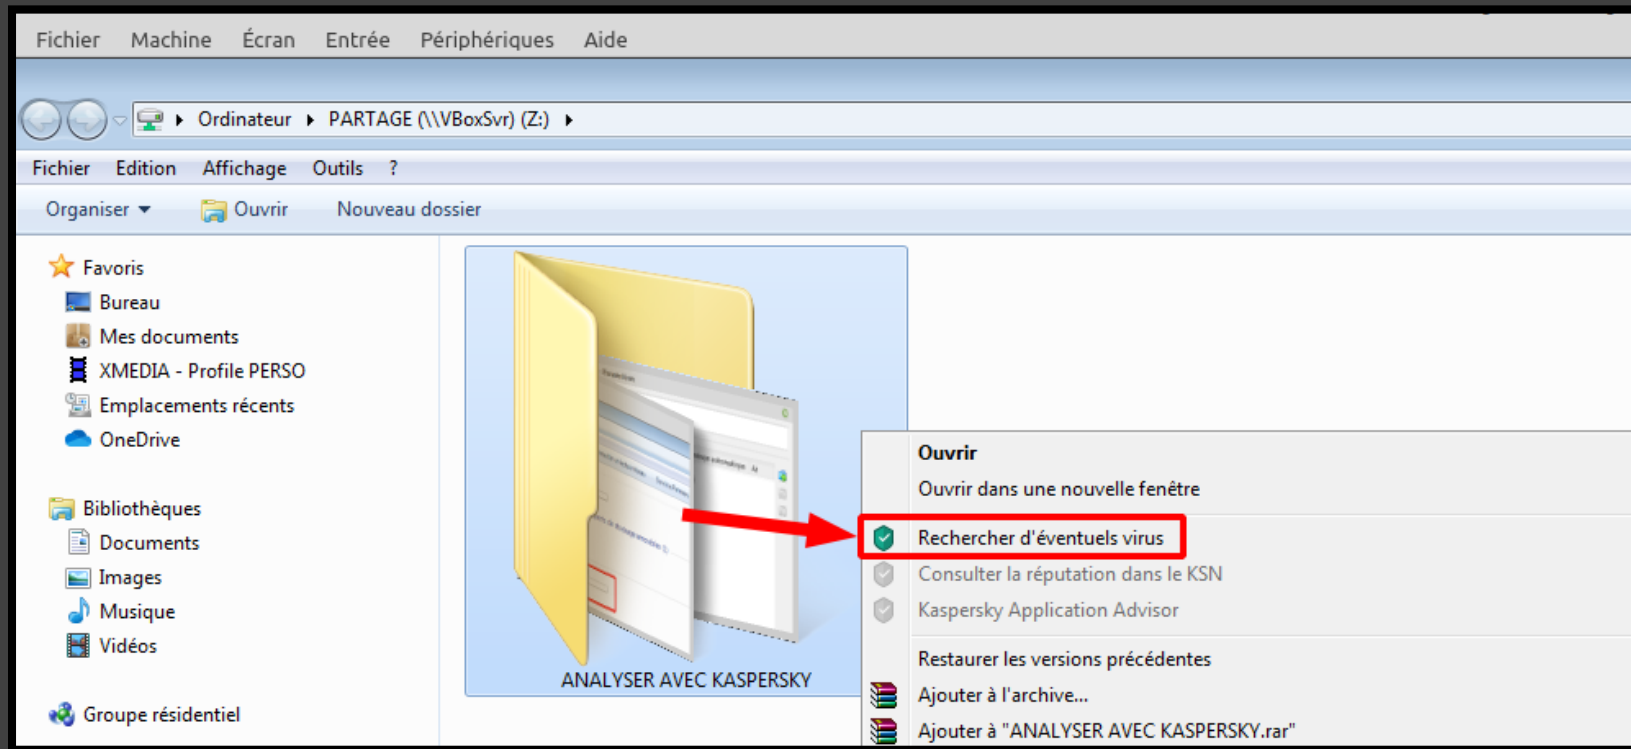 Fichier Machine Écran Entrée Périphériques Aide
Ordinateur PARTAGE (\\VBoxSvr) (Z:)
Fichier Edition Affichage Outils ?
Organiser Ouvrir Nouveau dossier
Favoris
Bureau
Mes documents
XMEDIA - Profile PERSO
Emplacements récents
OneDrive
Bibliothèques
Documents
Images
Musique
Vidéos
Groupe résidentiel
ANALYSER AVEC KASPERSKY
Ouvrir
Ouvrir dans une nouvelle fenêtre
Rechercher d'éventuels virus
Consulter la réputation dans le KSN
Kaspersky Application Advisor
Restaurer les versions précédentes
Ajouter à l'archive...
Ajouter à "ANALYSER AVEC KASPERSKY.rar"